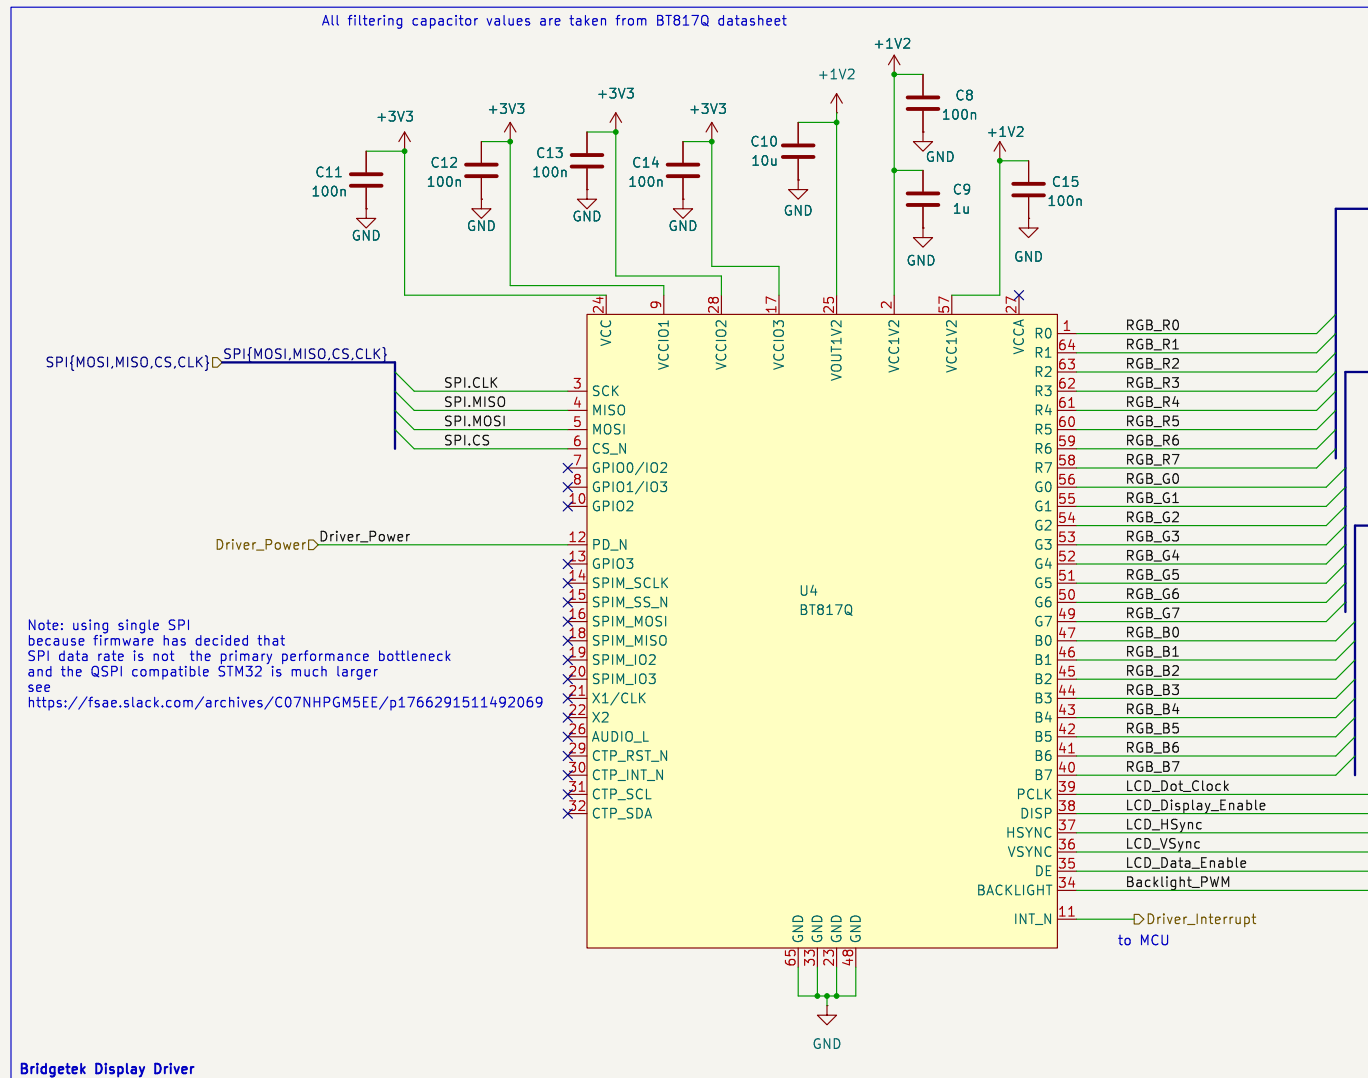 All filtering capacitor values are taken from BT817Q datasheet
+3V3
C11
100n
GND
+3V3
C12
100n
GND
+3V3
C13
100n
GND
+3V3
C14
100n
GND
+1V2
C10
10u
GND
+1V2
C8
100n
GND
C9
1u
GND
+1V2
C15
100n
GND
24
VCC
9
VCCIO1
28
VCCIO2
17
VCCIO3
25
VOUT1V2
2
VCC1V2
57
VCC1V2
27
VCCA
SPI{MOSI,MISO,CS,CLK}
SPI{MOSI,MISO,CS,CLK}
SPI.CLK 3 SCK
SPI.MISO 4 MISO
SPI.MOSI 5 MOSI
SPI.CS 6 CS_N
7 GPIO0/IO2
8 GPIO1/IO3
10 GPIO2
Driver_Power Driver_Power 12 PD_N
13 GPIO3
14 SPIM_SCLK
15 SPIM_SS_N
16 SPIM_MOSI
18 SPIM_MISO
19 SPIM_IO2
20 SPIM_IO3
21 X1/CLK
22 X2
26 AUDIO_L
29 CTP_RST_N
30 CTP_INT_N
31 CTP_SCL
32 CTP_SDA
Note: using single SPI
because firmware has decided that
SPI data rate is not  the primary performance bottleneck
and the QSPI compatible STM32 is much larger
see
https://fsae.slack.com/archives/C07NHPGM5EE/p1766291511492069
U4
BT817Q
R0 1 RGB_R0
R1 64 RGB_R1
R2 63 RGB_R2
R3 62 RGB_R3
R4 61 RGB_R4
R5 60 RGB_R5
R6 59 RGB_R6
R7 58 RGB_R7
G0 56 RGB_G0
G1 55 RGB_G1
G2 54 RGB_G2
G3 53 RGB_G3
G4 52 RGB_G4
G5 51 RGB_G5
G6 50 RGB_G6
G7 49 RGB_G7
B0 47 RGB_B0
B1 46 RGB_B1
B2 45 RGB_B2
B3 44 RGB_B3
B4 43 RGB_B4
B5 42 RGB_B5
B6 41 RGB_B6
B7 40 RGB_B7
PCLK 39 LCD_Dot_Clock
DISP 38 LCD_Display_Enable
HSYNC 37 LCD_HSync
VSYNC 36 LCD_VSync
DE 35 LCD_Data_Enable
BACKLIGHT 34 Backlight_PWM
INT_N 11 Driver_Interrupt
to MCU
GND
65
GND
33
GND
23
GND
48
GND
Bridgetek Display Driver